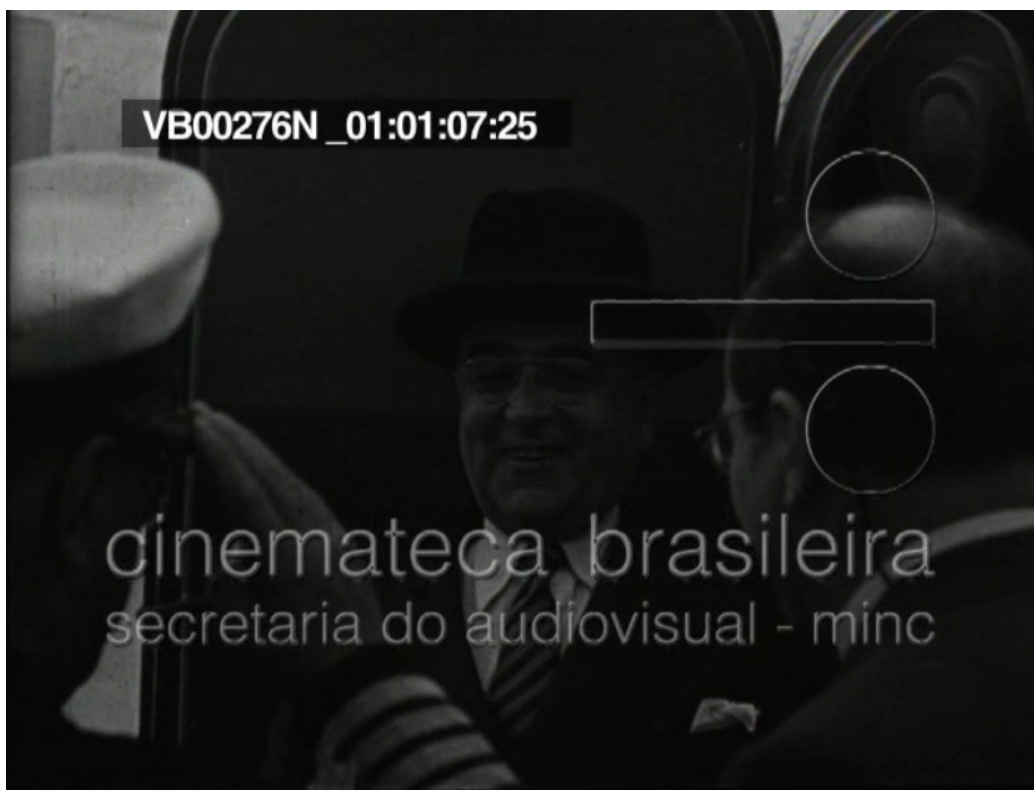 VB00276N _01:01:07:25
cinemateca brasileira
secretaria do audiovisual - minc